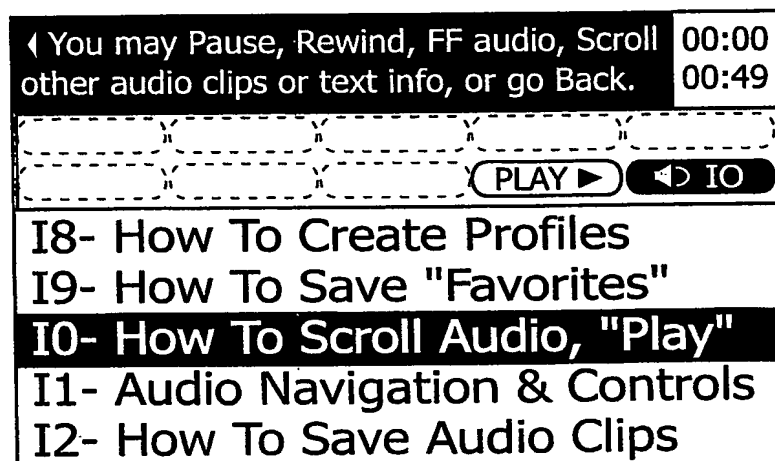 You may Pause, Rewind, FF audio, Scroll
other audio clips or text info, or go Back.
00:00
00:49
PLAY
IO
I8- How To Create Profiles
I9- How To Save "Favorites"
I0- How To Scroll Audio, "Play"
I1- Audio Navigation & Controls
I2- How To Save Audio Clips